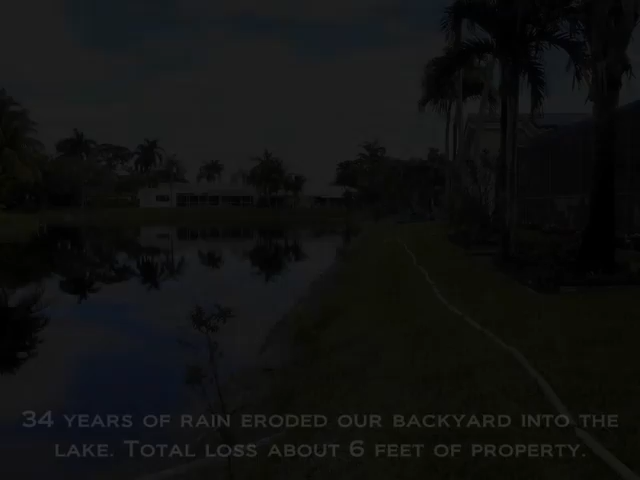 34 YEARS OF RAIN ERODED OUR BACKYARD INTO THE
LAKE. TOTAL LOSS ABOUT 6 FEET OF PROPERTY.